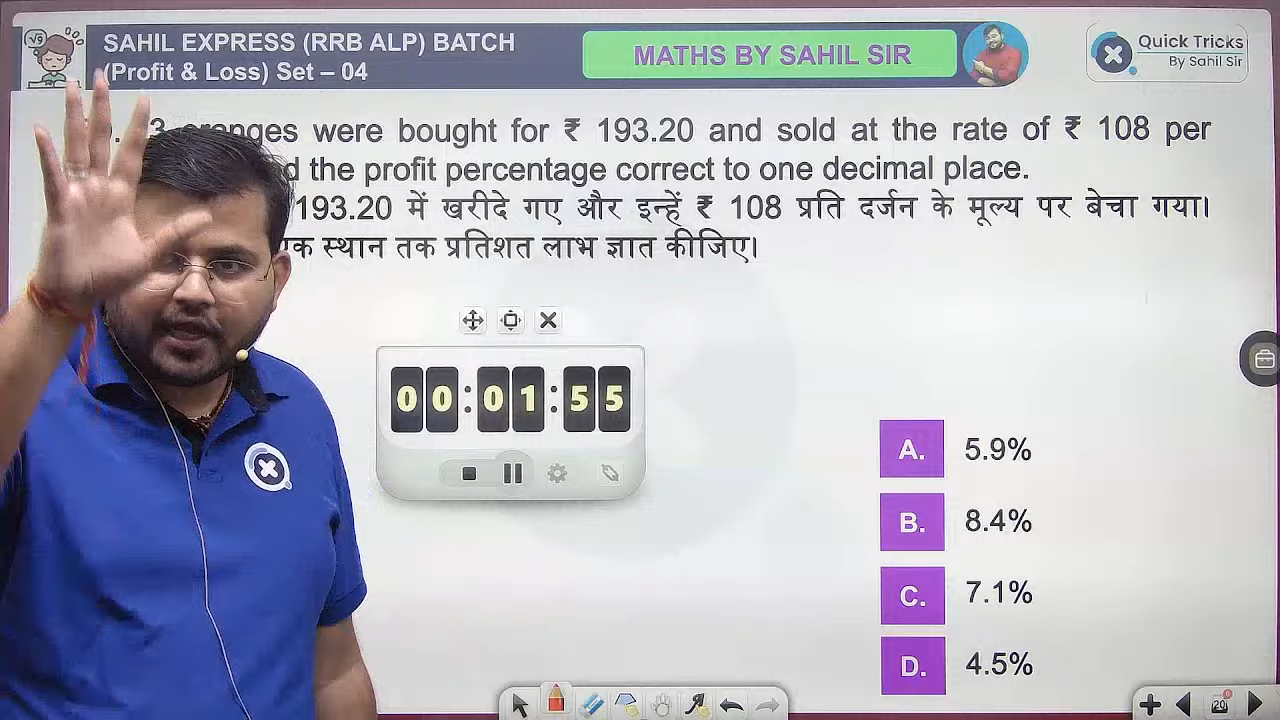 SAHIL EXPRESS (RRB ALP) BATCH
(Profit & Loss) Set – 04
MATHS BY SAHIL SIR
Quick Tricks
By Sahil Sir
were bought for ₹ 193.20 and sold at the rate of ₹ 108 per
the profit percentage correct to one decimal place.
193.20 में खरीदे गए और इन्हें ₹ 108 प्रति दर्जन के मूल्य पर बेचा गया।
स्थान तक प्रतिशत लाभ ज्ञात कीजिए।
00:01:55
A. 5.9%
B. 8.4%
C. 7.1%
D. 4.5%
20